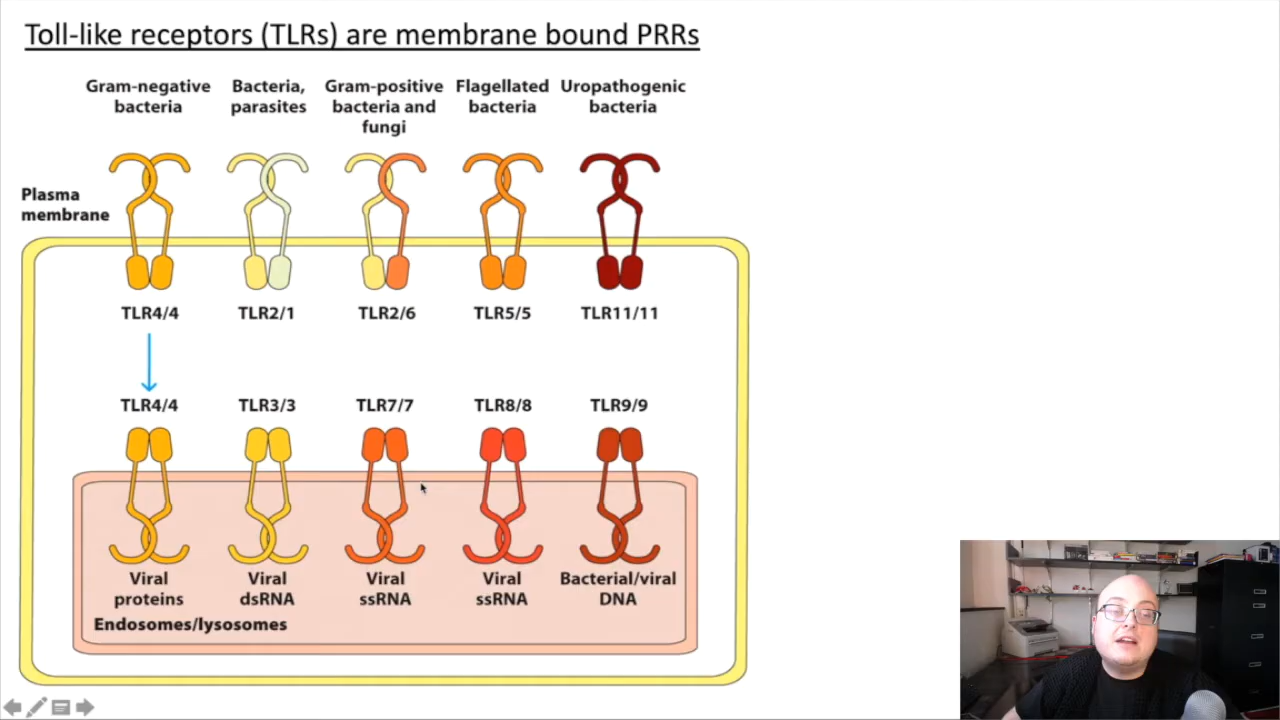 Toll-like receptors (TLRs) are membrane bound PRRs
Gram-negative
bacteria
Bacteria,
parasites
Gram-positive
bacteria and
fungi
Flagellated
bacteria
Uropathogenic
bacteria
Plasma
membrane
TLR4/4
TLR2/1
TLR2/6
TLR5/5
TLR11/11
TLR4/4
TLR3/3
TLR7/7
TLR8/8
TLR9/9
Viral
proteins
Viral
dsRNA
Viral
ssRNA
Viral
ssRNA
Bacterial/viral
DNA
Endosomes/lysosomes